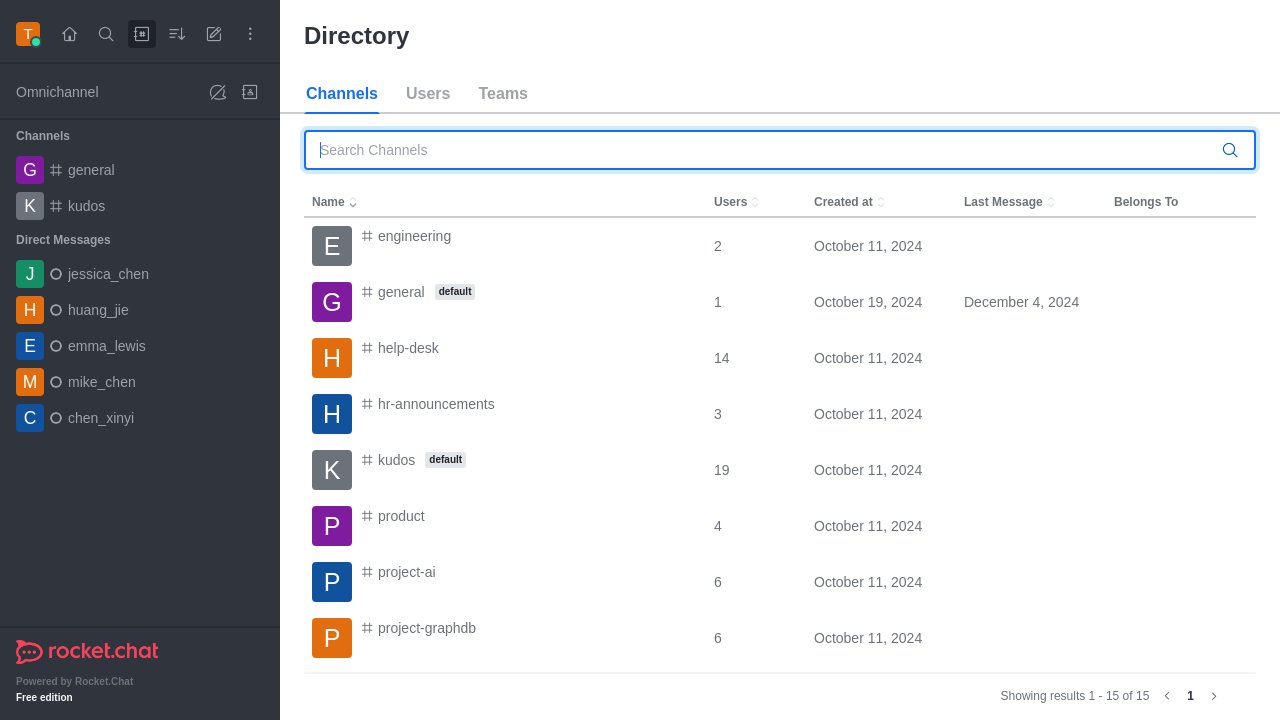 T
Omnichannel
Channels
G general
K kudos
Direct Messages
J jessica_chen
H huang_jie
E emma_lewis
M mike_chen
C chen_xinyi
rocket.chat
Powered by Rocket.Chat
Free edition
Directory
Channels Users Teams
Search Channels
Name Users Created at Last Message Belongs To
E engineering 2 October 11, 2024
G general default 1 October 19, 2024 December 4, 2024
H help-desk 14 October 11, 2024
H hr-announcements 3 October 11, 2024
K kudos default 19 October 11, 2024
P product 4 October 11, 2024
P project-ai 6 October 11, 2024
P project-graphdb 6 October 11, 2024
Showing results 1 - 15 of 15 1